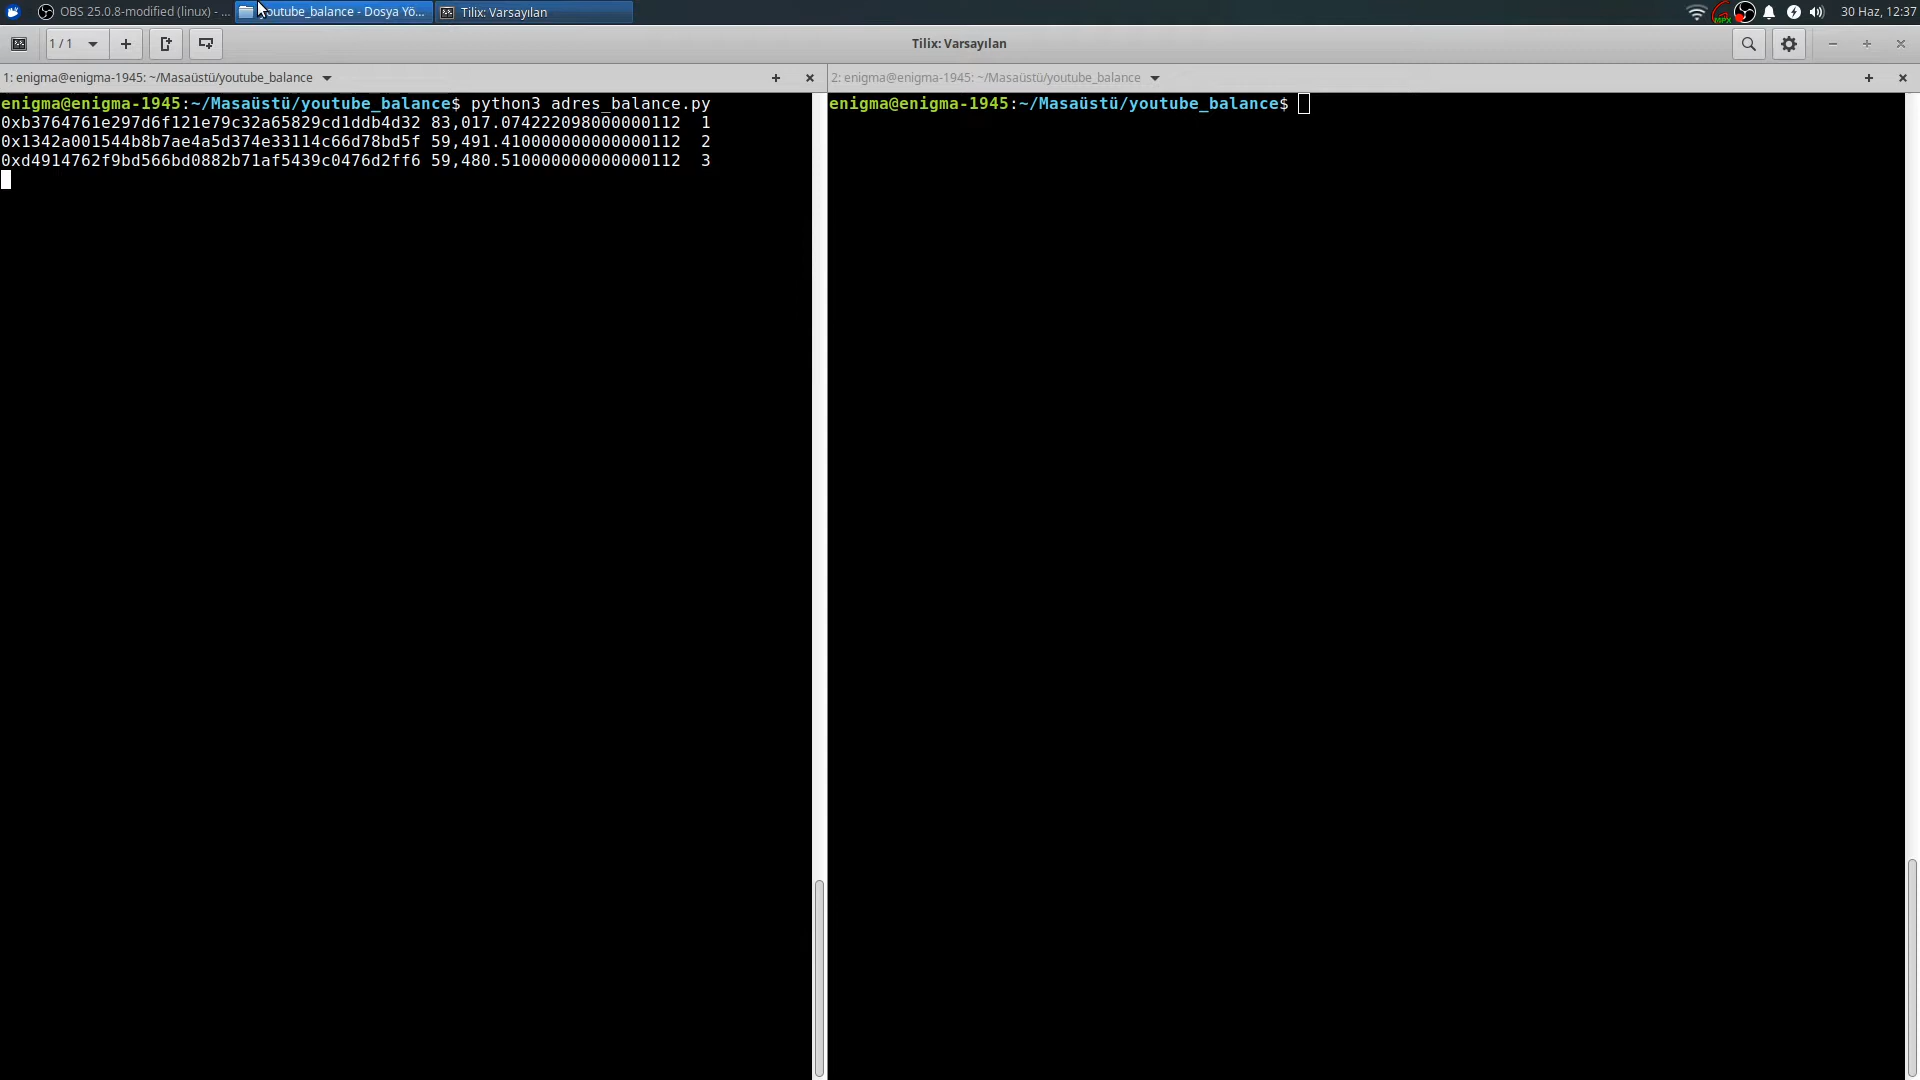 OBS 25.0.8-modified (linux) - ...
youtube_balance - Dosya Yö...
Tilix: Varsayılan
30 Haz, 12:37
1 / 1
Tilix: Varsayılan
1: enigma@enigma-1945: ~/Masaüstü/youtube_balance
2: enigma@enigma-1945: ~/Masaüstü/youtube_balance
enigma@enigma-1945:~/Masaüstü/youtube_balance$ python3 adres_balance.py
0xb3764761e297d6f121e79c32a65829cd1ddb4d32 83,017.074222098000000112  1
0x1342a001544b8b7ae4a5d374e33114c66d78bd5f 59,491.410000000000000112  2
0xd4914762f9bd566bd0882b71af5439c0476d2ff6 59,480.510000000000000112  3
enigma@enigma-1945:~/Masaüstü/youtube_balance$